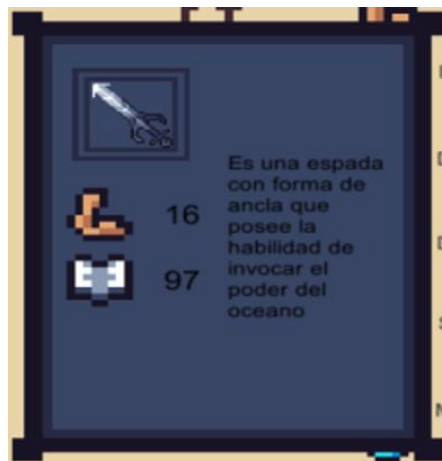 Es una espada
con forma de
ancla que
posee la
habilidad de
invocar el
poder del
oceano
16
97